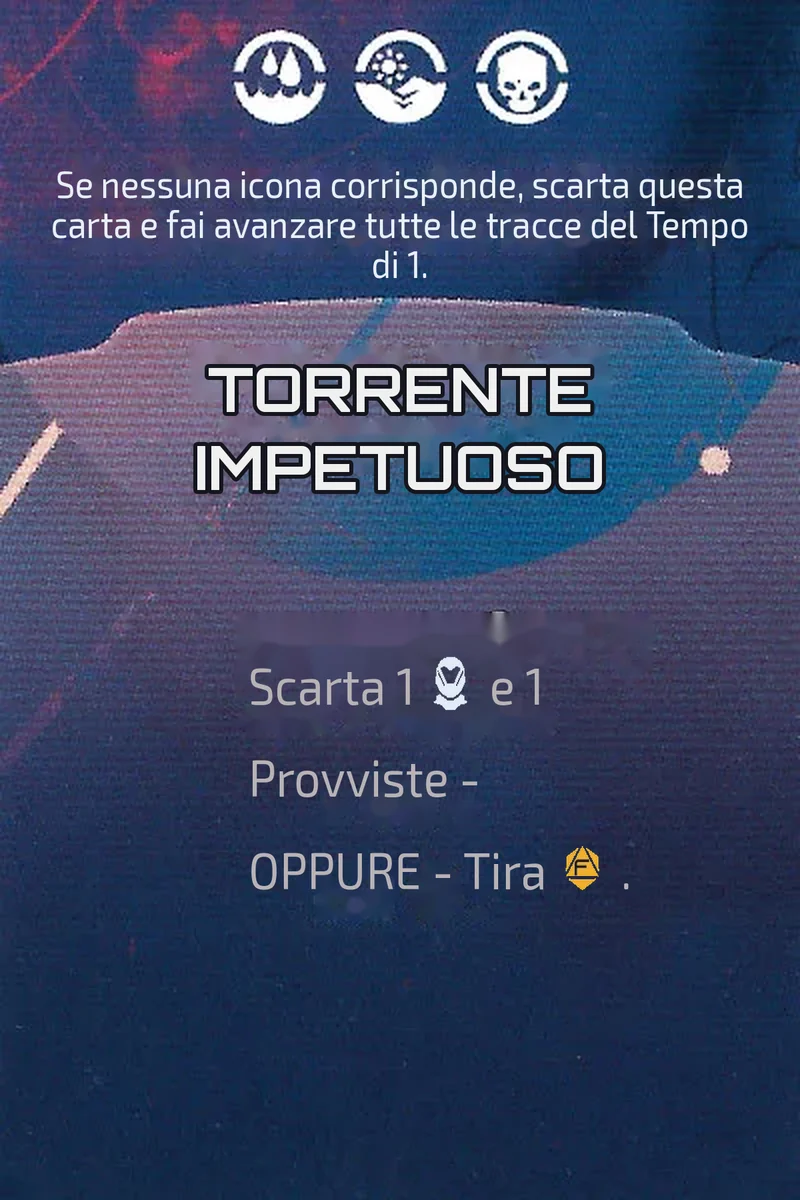 Se nessuna icona corrisponde, scarta questa
carta e fai avanzare tutte le tracce del Tempo
di 1.
TORRENTE
IMPETUOSO
Scarta 1 e 1
Provviste -
OPPURE - Tira F .